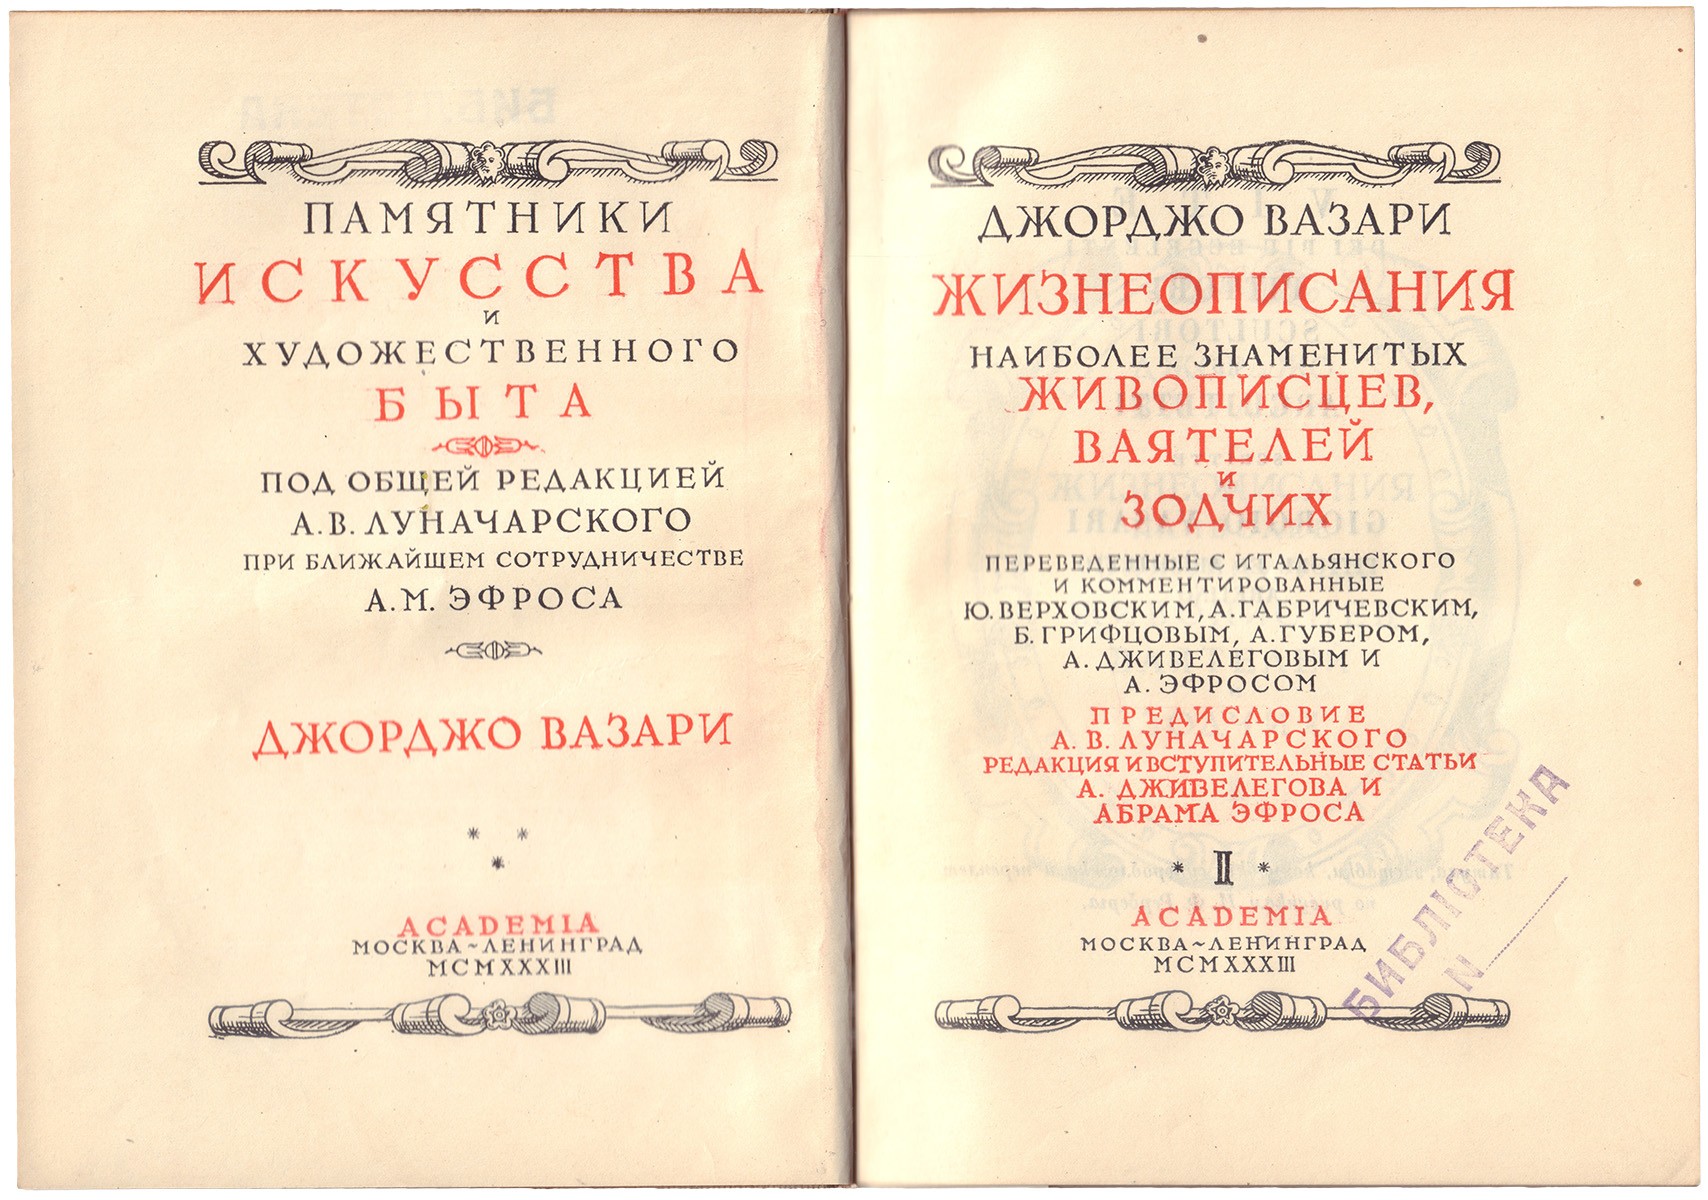 ПАМЯТНИКИ
ИСКУССТВА
И
ХУДОЖЕСТВЕННОГО
БЫТА
ПОД ОБЩЕЙ РЕДАКЦИЕЙ
А. В. ЛУНАЧАРСКОГО
ПРИ БЛИЖАЙШЕМ СОТРУДНИЧЕСТВЕ
А. М. ЭФРОСА
ДЖОРДЖО ВАЗАРИ
* *
*
ACADEMIA
МОСКВА~ЛЕНИНГРАД
MCMXXXIII
ДЖОРДЖО ВАЗАРИ
ЖИЗНЕОПИСАНИЯ
НАИБОЛЕЕ ЗНАМЕНИТЫХ
ЖИВОПИСЦЕВ,
ВАЯТЕЛЕЙ
И
ЗОДЧИХ
ПЕРЕВЕДЕННЫЕ С ИТАЛЬЯНСКОГО
И КОММЕНТИРОВАННЫЕ
Ю. ВЕРХОВСКИМ, А. ГАБРИЧЕВСКИМ,
Б. ГРИФЦОВЫМ, А. ГУБЕРОМ,
А. ДЖИВЕЛЕГОВЫМ И
А. ЭФРОСОМ
ПРЕДИСЛОВИЕ
А. В. ЛУНАЧАРСКОГО
РЕДАКЦИЯ И ВСТУПИТЕЛЬНЫЕ СТАТЬИ
А. ДЖИВЕЛЕГОВА И
АБРАМА ЭФРОСА
* II *
ACADEMIA
МОСКВА~ЛЕНИНГРАД
MCMXXXIII
БИБЛІОТЕКА
N